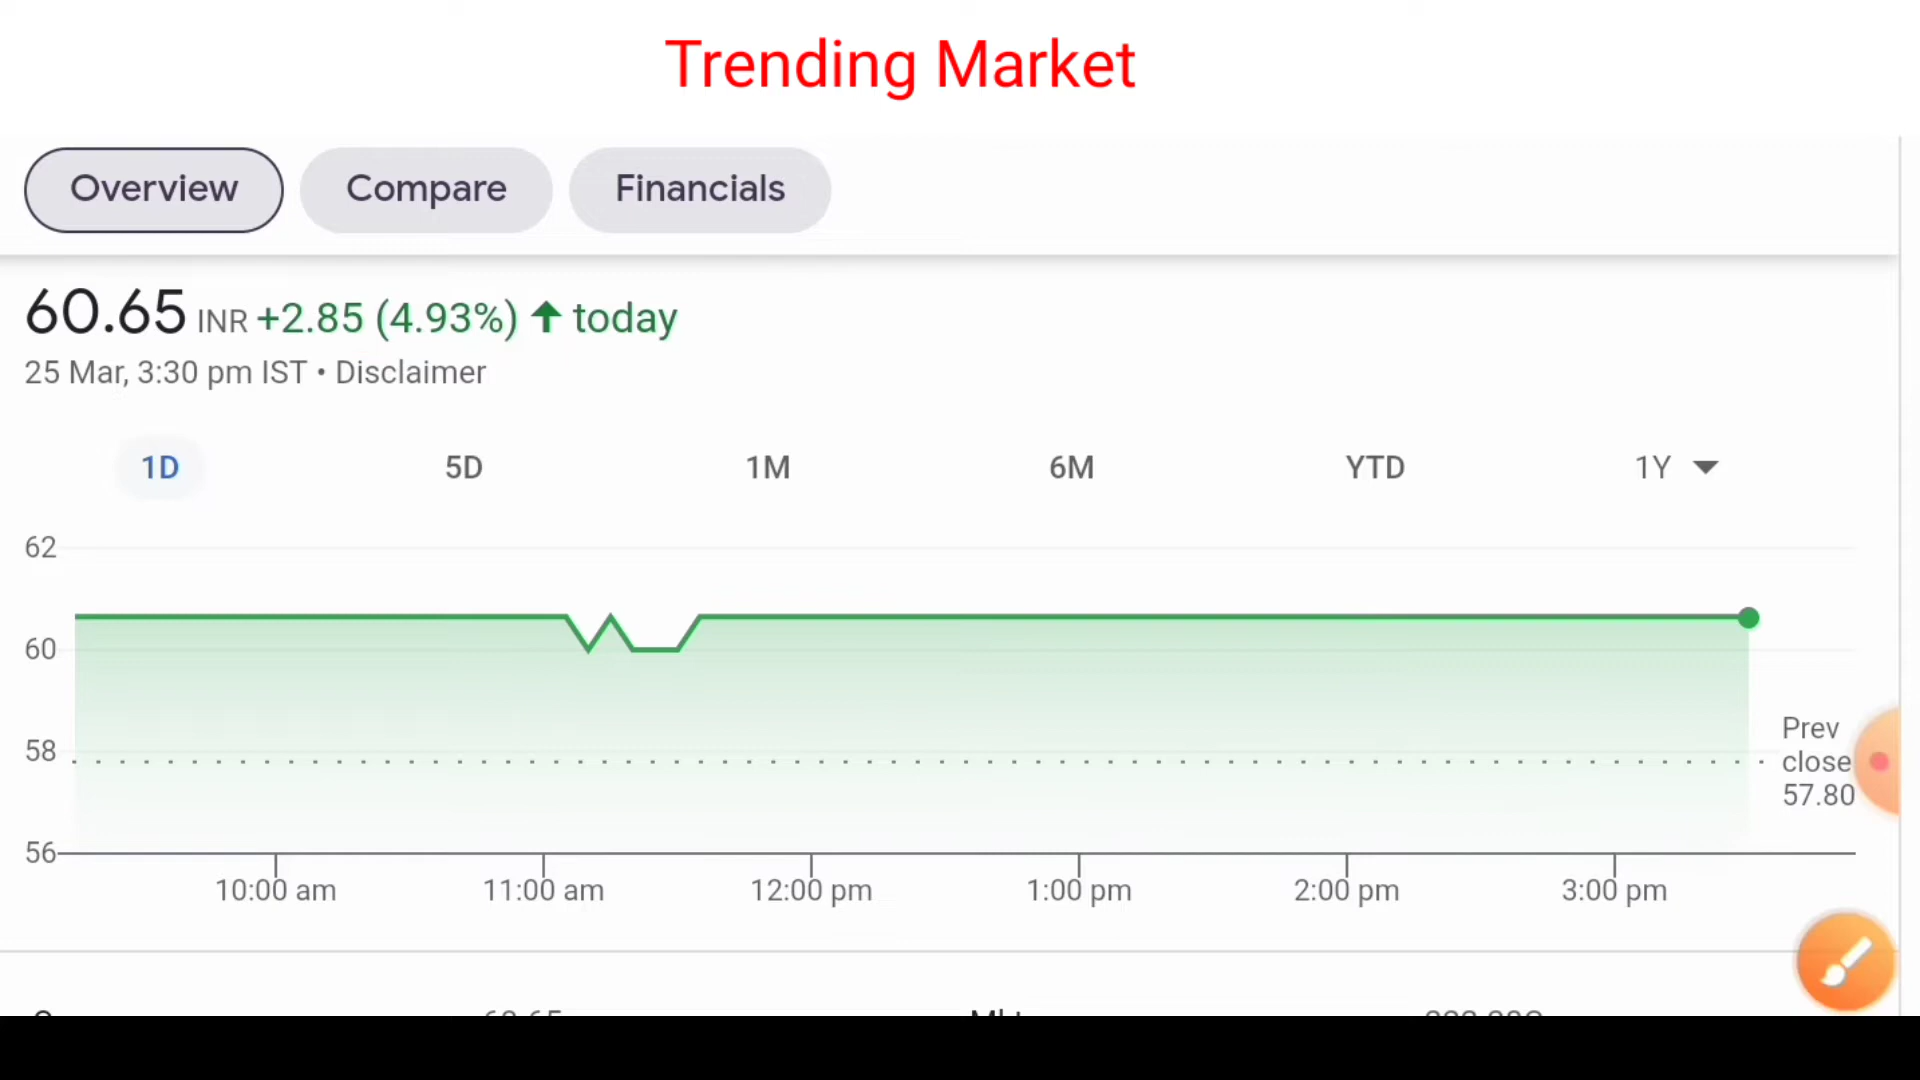 Trending Market
Overview Compare Financials
60.65 INR +2.85 (4.93%) today
25 Mar, 3:30 pm IST • Disclaimer
1D 5D 1M 6M YTD 1Y
62
60
58
56
Prev
close
57.80
10:00 am 11:00 am 12:00 pm 1:00 pm 2:00 pm 3:00 pm